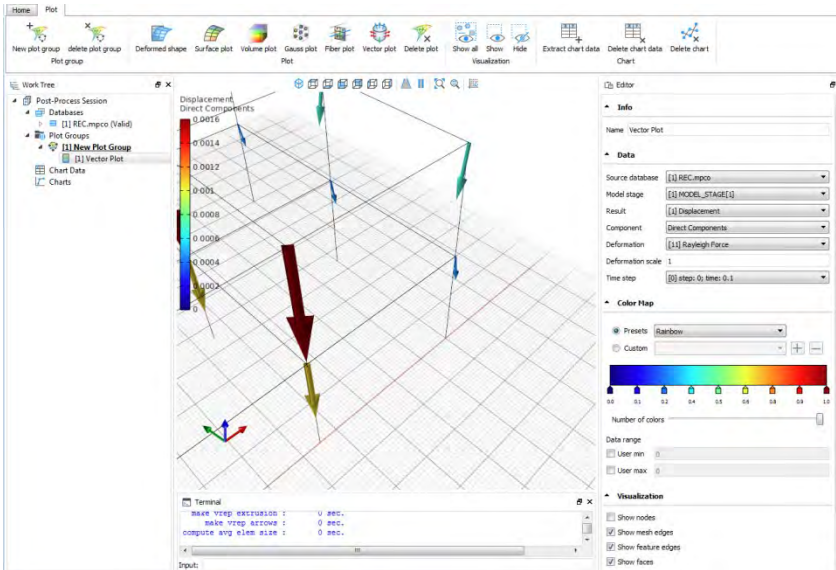 Home Plot
New plot group delete plot group Deformed shape Surface plot Volume plot Gauss plot Fiber plot Vector plot Delete plot Show all Show Hide Extract chart data Delete chart data Delete chart
Plot group Plot Visualization Chart
Work Tree
Post-Process Session
Databases
[1] REC.mpco (Valid)
Plot Groups
[1] New Plot Group
[1] Vector Plot
Chart Data
Charts
Displacement
Direct Components
0.0016
0.0014
0.0012
0.001
0.0008
0.0006
0.0004
0.0002
0
Terminal
make vrep extrusion : 0 sec.
make vrep arrows : 0 sec.
compute avg elem size : 0 sec.
Input:
Editor
Info
Name Vector Plot
Data
Source database [1] REC.mpco
Model stage [1] MODEL_STAGE[1]
Result [1] Displacement
Component Direct Components
Deformation [11] Rayleigh Force
Deformation scale 1
Time step [0] step: 0; time: 0.1
Color Map
Presets Rainbow
Custom
0.0 0.1 0.2 0.4 0.5 0.6 0.8 0.9 1.0
Number of colors
Data range
User min 0
User max 0
Visualization
Show nodes
Show mesh edges
Show feature edges
Show faces